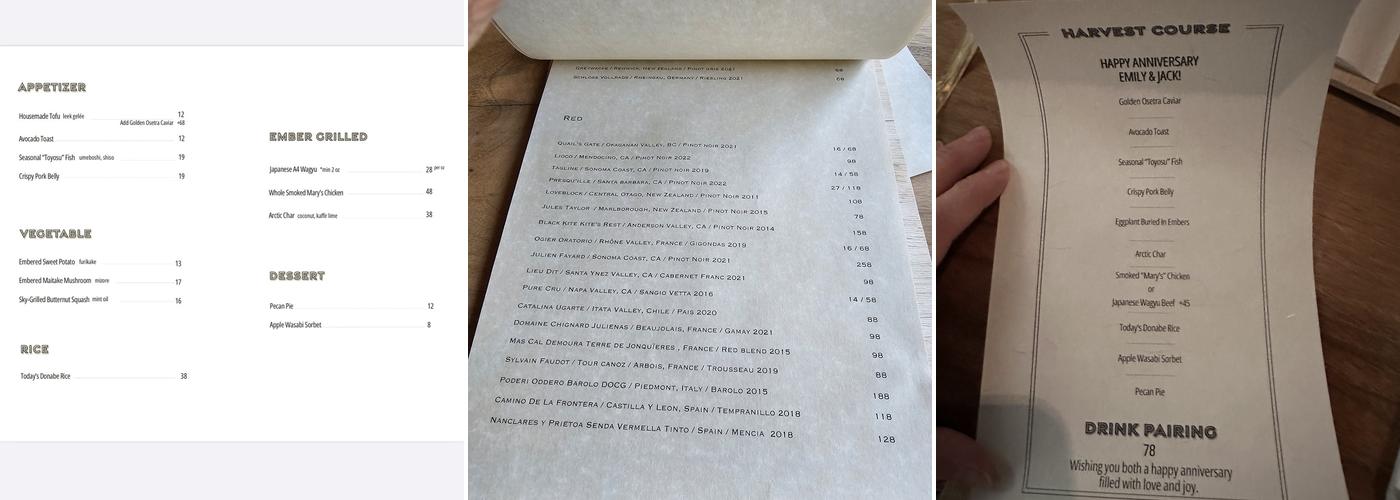 APPETIZER
Housemade Tofu leek gelée 12
Add Golden Osetra Caviar +68
Avocado Toast 12
Seasonal "Toyosu" Fish umeboshi, shiso 19
Crispy Pork Belly 19
VEGETABLE
Embered Sweet Potato furikake 13
Embered Maitake Mushroom mizore 17
Sky-Grilled Butternut Squash mint oil 16
RICE
Today's Donabe Rice 38
EMBER GRILLED
Japanese A4 Wagyu *min 2 oz 28 per oz
Whole Smoked Mary's Chicken 48
Arctic Char coconut, kaffir lime 38
DESSERT
Pecan Pie 12
Apple Wasabi Sorbet 8
Greywacke / Renwick, New Zealand / Pinot Gris 2021 68
Schloss Vollrads / Rheingau, Germany / Riesling 2021 68
Red
Quail's Gate / Okaganan Valley, BC / Pinot Noir 2021 16 / 68
Lioco / Mendocino, CA / Pinot Noir 2022 98
Tagline / Sonoma Coast, CA / Pinot Noir 2019 14 / 58
Presqu'ille / Santa Barbara, CA / Pinot Noir 2022 27 / 118
Loveblock / Central Otago, New Zealand / Pinot Noir 2011 108
Jules Taylor / Marlborough, New Zealand / Pinot Noir 2015 78
Black Kite Kite's Rest / Anderson Valley, CA / Pinot Noir 2014 158
Ogier Oratorio / Rhône Valley, France / Gigondas 2019 16 / 68
Julien Fayard / Sonoma Coast, CA / Pinot Noir 2021 258
Lieu Dit / Santa Ynez Valley, CA / Cabernet Franc 2021 98
Pure Cru / Napa Valley, CA / Sangio Vetta 2016 14 / 58
Catalina Ugarte / Itata Valley, Chile / Pais 2020 88
Domaine Chignard Julienas / Beaujolais, France / Gamay 2021 98
Mas Cal Demoura Terre de Jonquieres , France / Red blend 2015 98
Sylvain Faudot / Tour canoz / Arbois, France / Trousseau 2019 88
Poderi Oddero Barolo DOCG / Piedmont, Italy / Barolo 2015 188
Camino De La Frontera / Castilla Y Leon, Spain / Tempranillo 2018 118
Nanclares y Prietoa Senda Vermella Tinto / Spain / Mencia 2018 128
HARVEST COURSE
HAPPY ANNIVERSARY
EMILY & JACK!
Golden Osetra Caviar
Avocado Toast
Seasonal "Toyosu" Fish
Crispy Pork Belly
Eggplant Buried In Embers
Arctic Char
Smoked "Mary's" Chicken
or
Japanese Wagyu Beef +45
Today's Donabe Rice
Apple Wasabi Sorbet
Pecan Pie
DRINK PAIRING
78
Wishing you both a happy anniversary
filled with love and joy.